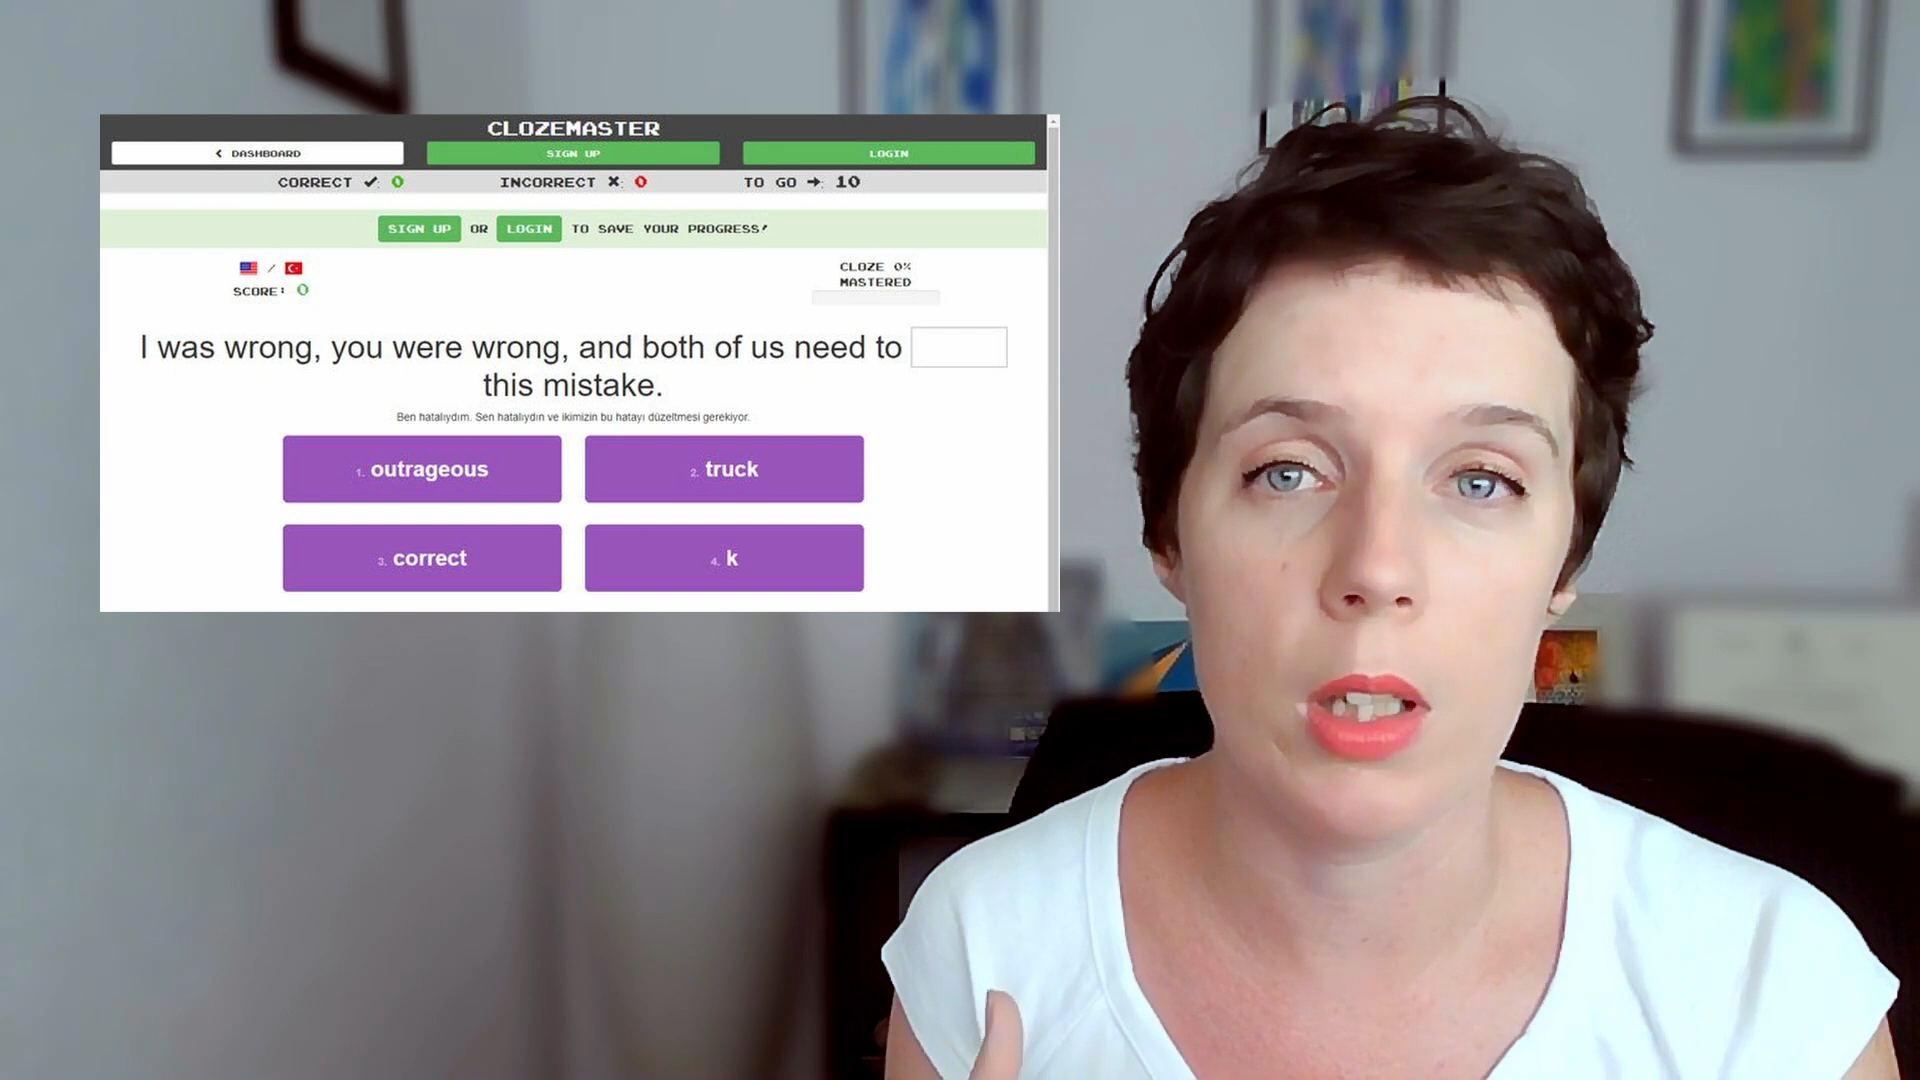 CLOZEMASTER
DASHBOARD
SIGN UP
LOGIN
CORRECT ✔: 0
INCORRECT ✖: 0
TO GO ➔: 10
SIGN UP OR LOGIN TO SAVE YOUR PROGRESS!
/
SCORE: 0
CLOZE 0%
MASTERED
I was wrong, you were wrong, and both of us need to
this mistake.
Ben hatalıydım. Sen hatalıydın ve ikimizin bu hatayı düzeltmesi gerekiyor.
1. outrageous
2. truck
3. correct
4. k